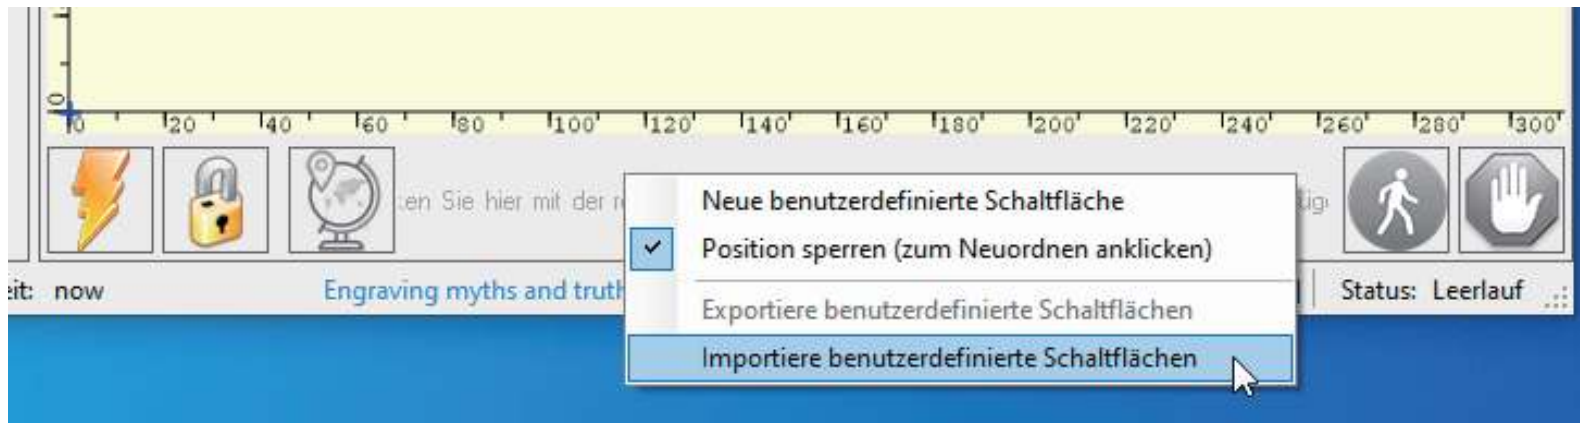 0
0 20 40 60 80 100 120 140 160 180 200 220 240 260 280 300
Sie hier mit der
Neue benutzerdefinierte Schaltfläche
Position sperren (zum Neuordnen anklicken)
Exportiere benutzerdefinierte Schaltflächen
Importiere benutzerdefinierte Schaltflächen
now
Engraving myths and truth
Status: Leerlauf